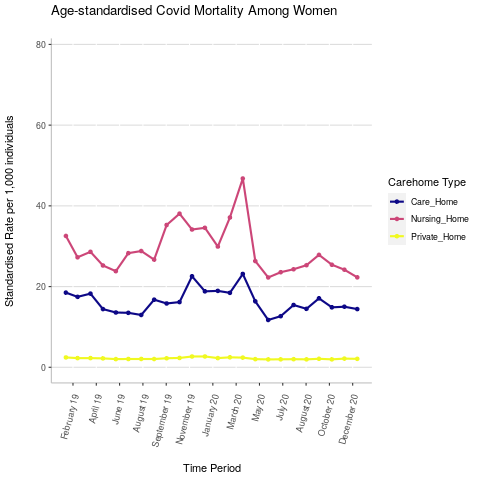 Age-standardised Covid Mortality Among Women
Standardised Rate per 1,000 individuals
80
60
40
20
0
February 19
April 19
June 19
August 19
September 19
November 19
January 20
March 20
May 20
July 20
August 20
October 20
December 20
Time Period
Carehome Type
Care_Home
Nursing_Home
Private_Home